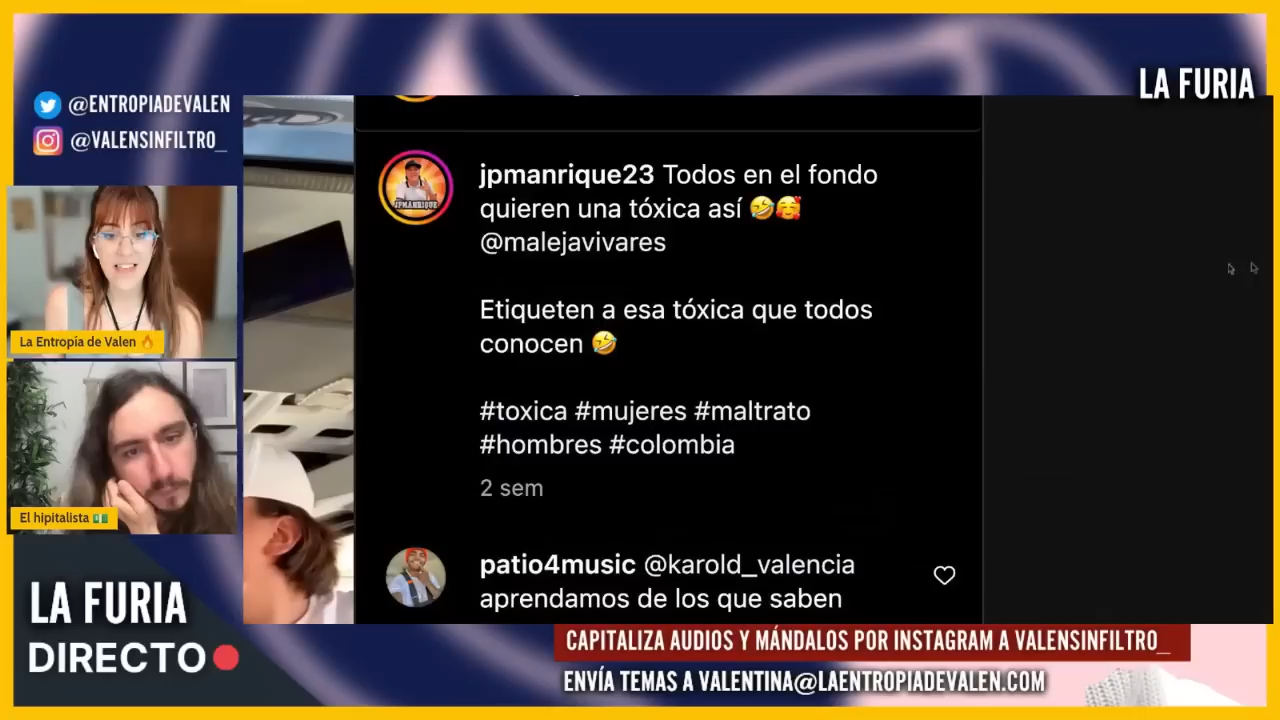 @ENTROPIADEVALEN
@VALENSINFILTRO_
LA FURIA
jpmanrique23 Todos en el fondo
quieren una tóxica así 🤣🥰
@malejavivares
Etiqueten a esa tóxica que todos
conocen 🤣
#toxica #mujeres #maltrato
#hombres #colombia
2 sem
patio4music @karold_valencia
aprendamos de los que saben
JPMANRIQUE
La Entropía de Valen 🔥
El hipitalista 💵
LA FURIA
DIRECTO
CAPITALIZA AUDIOS Y MÁNDALOS POR INSTAGRAM A VALENSINFILTRO_
ENVÍA TEMAS A VALENTINA@LAENTROPIADEVALEN.COM